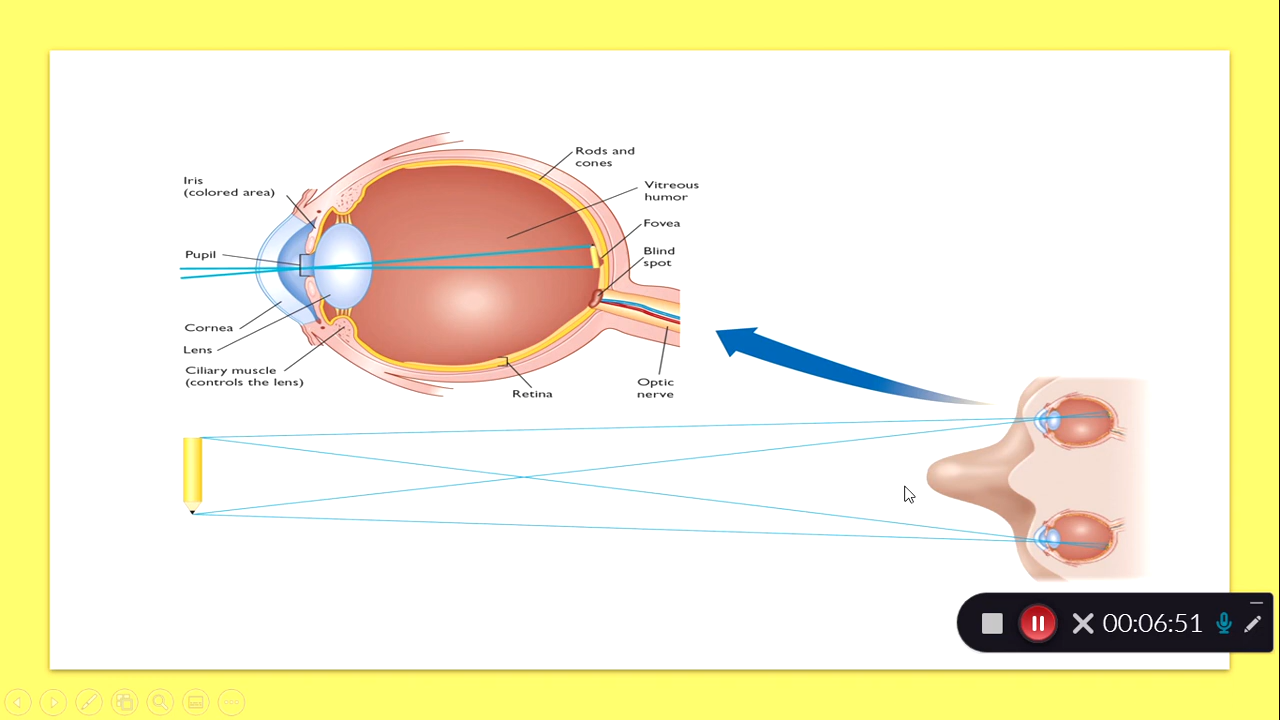 Rods and
cones
Iris
(colored area)
Vitreous
humor
Fovea
Pupil
Blind
spot
Cornea
Lens
Ciliary muscle
(controls the lens)
Retina
Optic
nerve
00:06:51